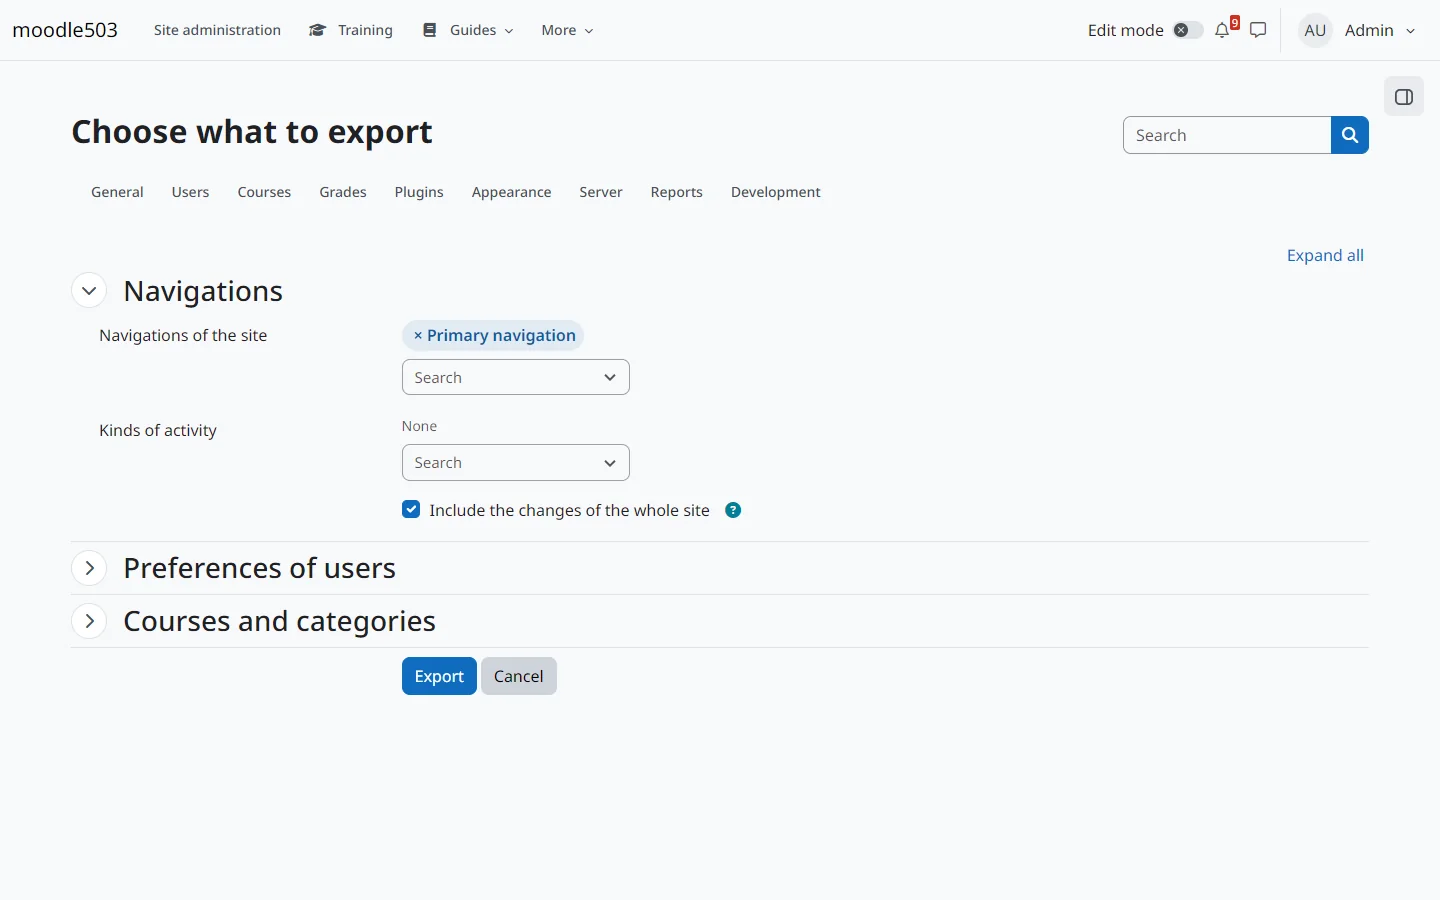 moodle503
Site administration
Training
Guides
More
Edit mode
9
AU
Admin
Choose what to export
Search
General
Users
Courses
Grades
Plugins
Appearance
Server
Reports
Development
Expand all
Navigations
Navigations of the site
× Primary navigation
Search
Kinds of activity
None
Search
Include the changes of the whole site
?
Preferences of users
Courses and categories
Export
Cancel